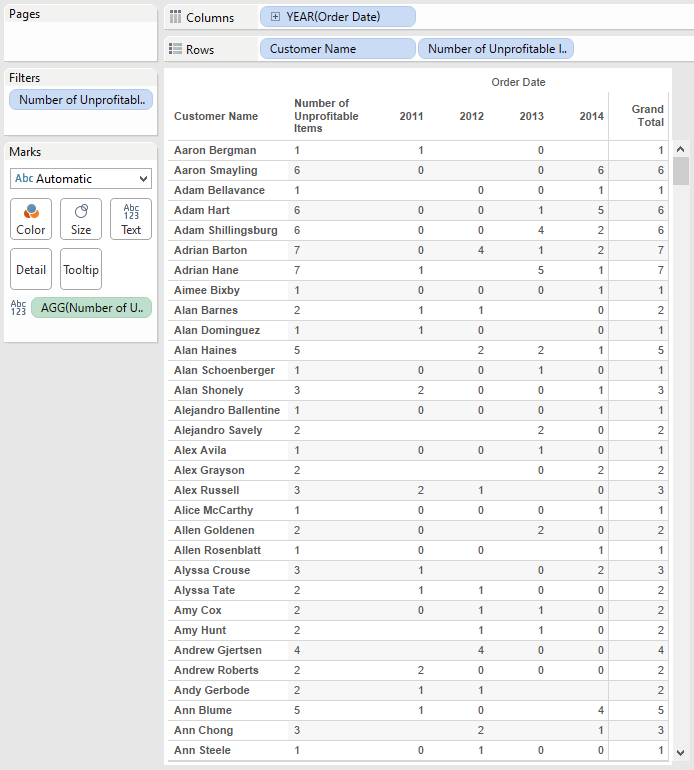 Pages
Columns YEAR(Order Date)
Rows Customer Name Number of Unprofitable I..
Filters
Number of Unprofitabl..
Marks
Abc Automatic
Color Size Abc 123 Text
Detail Tooltip
Abc 123 AGG(Number of U..
Order Date
Customer Name Number of Unprofitable Items 2011 2012 2013 2014 Grand Total
Aaron Bergman 1 1 0 1
Aaron Smayling 6 0 0 6 6
Adam Bellavance 1 0 0 1 1
Adam Hart 6 0 0 1 5 6
Adam Shillingsburg 6 0 0 4 2 6
Adrian Barton 7 0 4 1 2 7
Adrian Hane 7 1 5 1 7
Aimee Bixby 1 0 0 0 1 1
Alan Barnes 2 1 1 0 2
Alan Dominguez 1 1 0 0 1
Alan Haines 5 2 2 1 5
Alan Schoenberger 1 0 0 1 0 1
Alan Shonely 3 2 0 0 1 3
Alejandro Ballentine 1 0 0 0 1 1
Alejandro Savely 2 2 0 2
Alex Avila 1 0 0 1 0 1
Alex Grayson 2 0 2 2
Alex Russell 3 2 1 0 3
Alice McCarthy 1 0 0 0 1 1
Allen Goldenen 2 0 2 0 2
Allen Rosenblatt 1 0 0 1 1
Alyssa Crouse 3 1 0 2 3
Alyssa Tate 2 1 1 0 0 2
Amy Cox 2 0 1 1 0 2
Amy Hunt 2 1 1 0 2
Andrew Gjertsen 4 4 0 0 4
Andrew Roberts 2 2 0 0 0 2
Andy Gerbode 2 1 1 2
Ann Blume 5 1 0 4 5
Ann Chong 3 2 1 3
Ann Steele 1 0 1 0 0 1